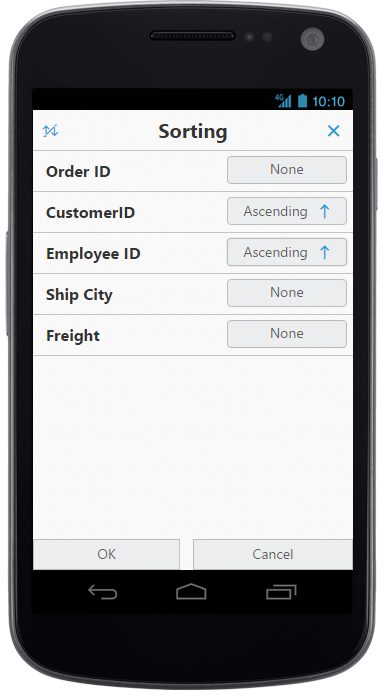 4G 10:10
Sorting
Order ID None
CustomerID Ascending
Employee ID Ascending
Ship City None
Freight None
OK Cancel